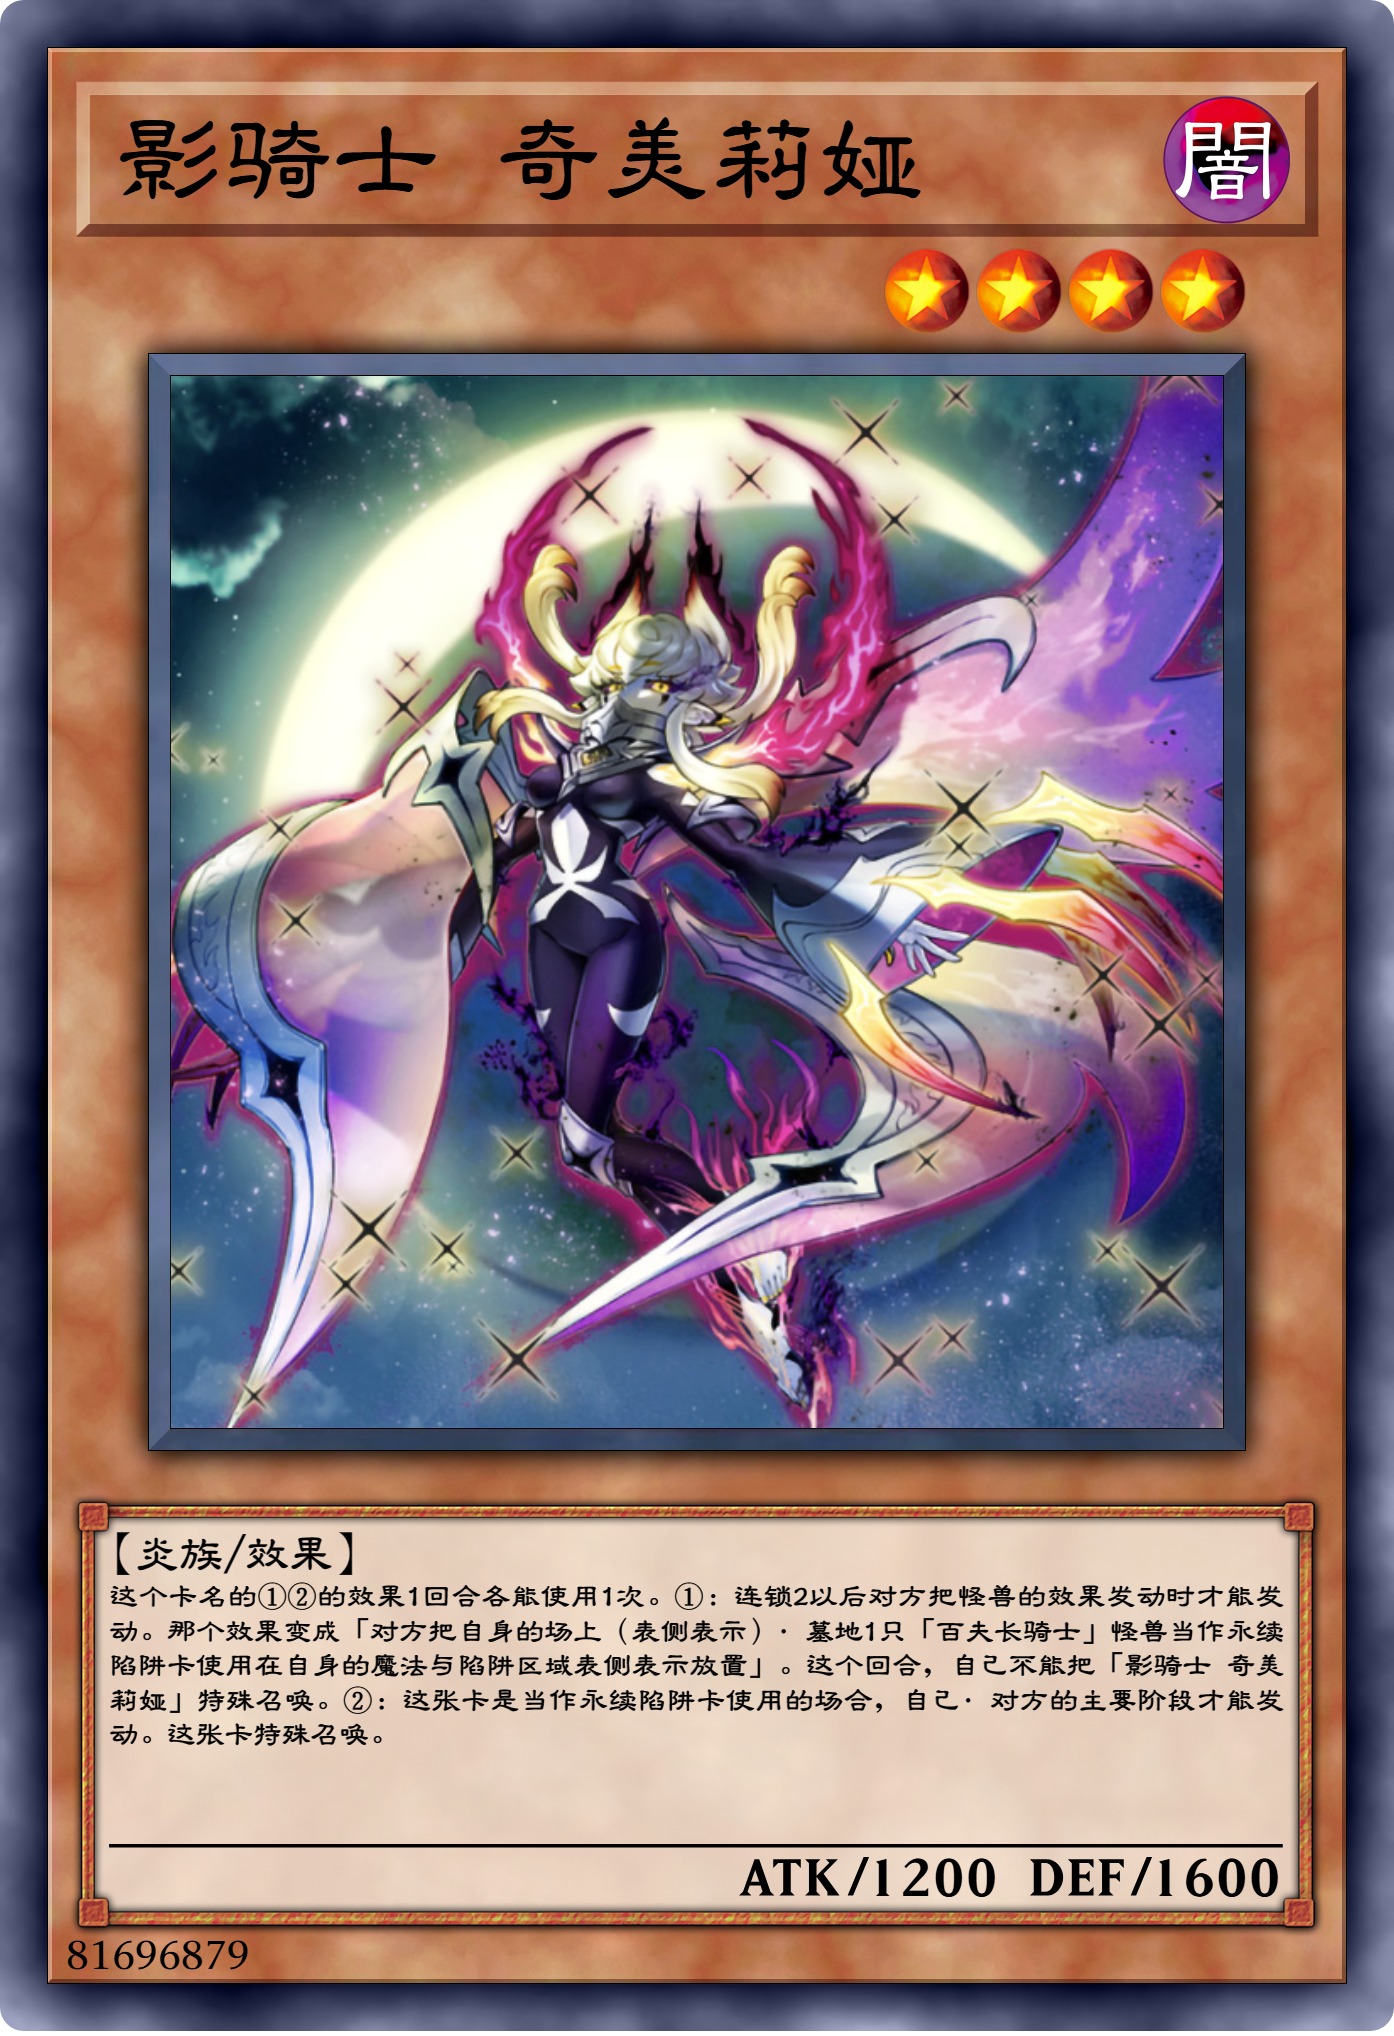 影骑士 奇美莉娅
闇
【炎族/效果】
这个卡名的①②的效果1回合各能使用1次。①：连锁2以后对方把怪兽的效果发动时才能发
动。那个效果变成「对方把自身的场上（表侧表示）·墓地1只「百夫长骑士」怪兽当作永续
陷阱卡使用在自身的魔法与陷阱区域表侧表示放置」。这个回合，自己不能把「影骑士 奇美
莉娅」特殊召唤。②：这张卡是当作永续陷阱卡使用的场合，自己·对方的主要阶段才能发
动。这张卡特殊召唤。
ATK/1200 DEF/1600
81696879